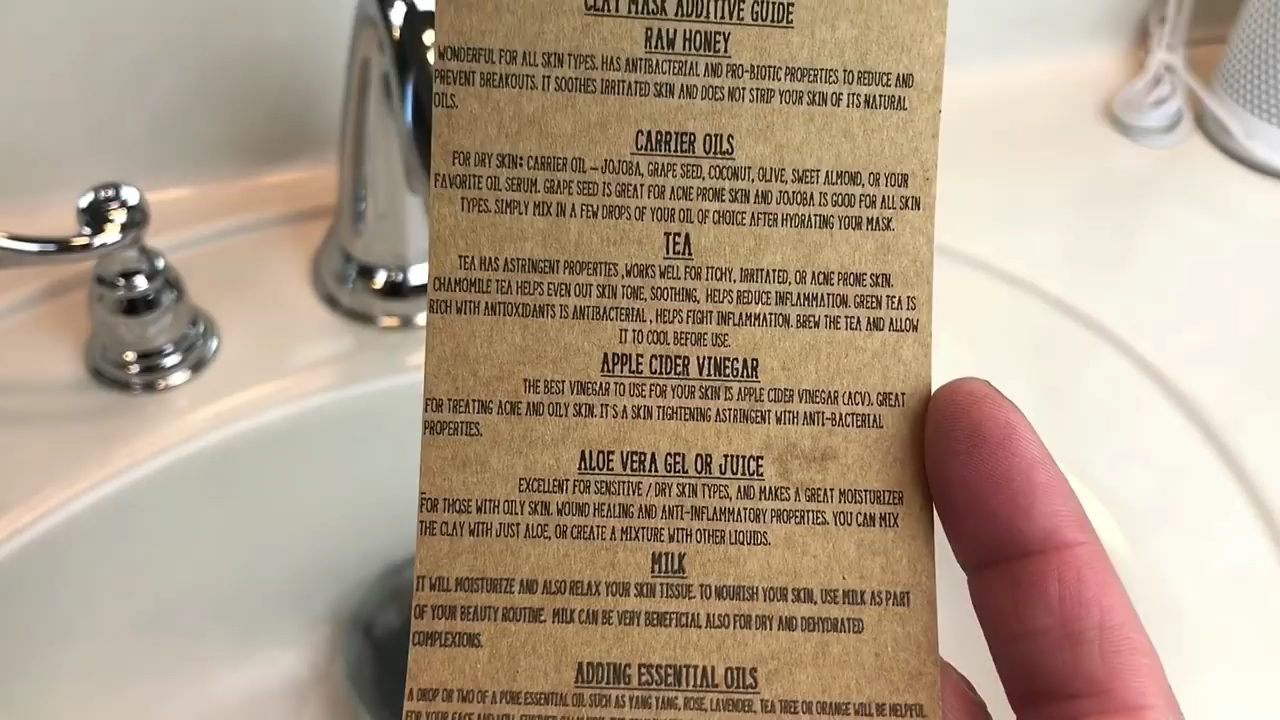 CLAY MASK ADDITIVE GUIDE
RAW HONEY
WONDERFUL FOR ALL SKIN TYPES. HAS ANTIBACTERIAL AND PRO-BIOTIC PROPERTIES TO REDUCE AND
PREVENT BREAKOUTS. IT SOOTHES IRRITATED SKIN AND DOES NOT STRIP YOUR SKIN OF ITS NATURAL
OILS.
CARRIER OILS
FOR DRY SKIN: CARRIER OIL – JOJOBA, GRAPE SEED, COCONUT, OLIVE, SWEET ALMOND, OR YOUR
FAVORITE OIL SERUM. GRAPE SEED IS GREAT FOR ACNE PRONE SKIN AND JOJOBA IS GOOD FOR ALL SKIN
TYPES. SIMPLY MIX IN A FEW DROPS OF YOUR OIL OF CHOICE AFTER HYDRATING YOUR MASK.
TEA
TEA HAS ASTRINGENT PROPERTIES ,WORKS WELL FOR ITCHY, IRRITATED, OR ACNE PRONE SKIN.
CHAMOMILE TEA HELPS EVEN OUT SKIN TONE, SOOTHING, HELPS REDUCE INFLAMMATION. GREEN TEA IS
RICH WITH ANTIOXIDANTS IS ANTIBACTERIAL , HELPS FIGHT INFLAMMATION. BREW THE TEA AND ALLOW
IT TO COOL BEFORE USE.
APPLE CIDER VINEGAR
THE BEST VINEGAR TO USE FOR YOUR SKIN IS APPLE CIDER VINEGAR (ACV). GREAT
FOR TREATING ACNE AND OILY SKIN. IT'S A SKIN TIGHTENING ASTRINGENT WITH ANTI-BACTERIAL
PROPERTIES.
ALOE VERA GEL OR JUICE
EXCELLENT FOR SENSITIVE / DRY SKIN TYPES, AND MAKES A GREAT MOISTURIZER
FOR THOSE WITH OILY SKIN. WOUND HEALING AND ANTI-INFLAMMATORY PROPERTIES. YOU CAN MIX
THE CLAY WITH JUST ALOE, OR CREATE A MIXTURE WITH OTHER LIQUIDS.
MILK
IT WILL MOISTURIZE AND ALSO RELAX YOUR SKIN TISSUE. TO NOURISH YOUR SKIN, USE MILK AS PART
OF YOUR BEAUTY ROUTINE. MILK CAN BE VERY BENEFICIAL ALSO FOR DRY AND DEHYDRATED
COMPLEXIONS.
ADDING ESSENTIAL OILS
A DROP OR TWO OF A PURE ESSENTIAL OIL SUCH AS YANG YANG, ROSE, LAVENDER, TEA TREE OR ORANGE WILL BE HELPFUL
FOR YOUR FACE AND WILL